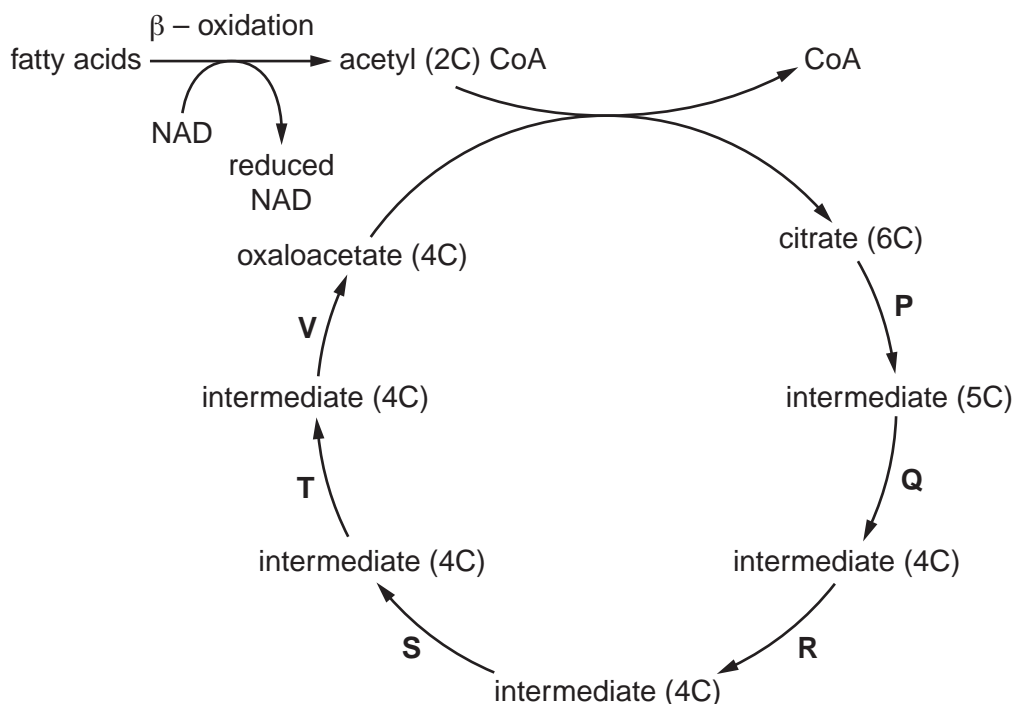 β – oxidation
fatty acids
acetyl (2C) CoA
CoA
NAD
reduced
NAD
oxaloacetate (4C)
citrate (6C)
V
P
intermediate (4C)
intermediate (5C)
T
Q
intermediate (4C)
intermediate (4C)
S
R
intermediate (4C)